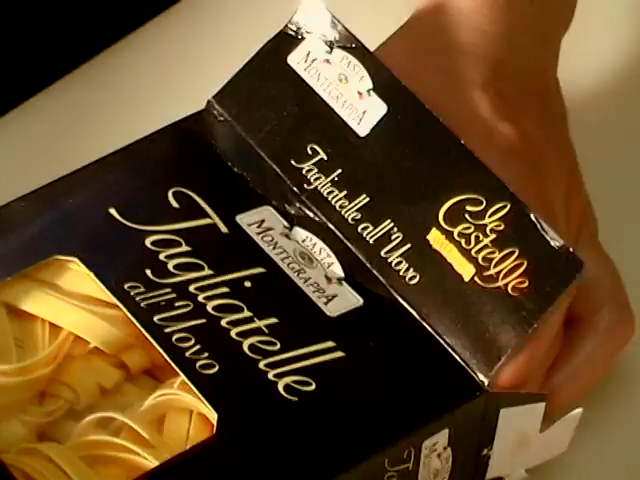 PASTA
MONTEGRAPPA
Tagliatelle all'Uovo
le
Cestelle
Tagliatelle
all'Uovo
PASTA
MONTEGRAPPA